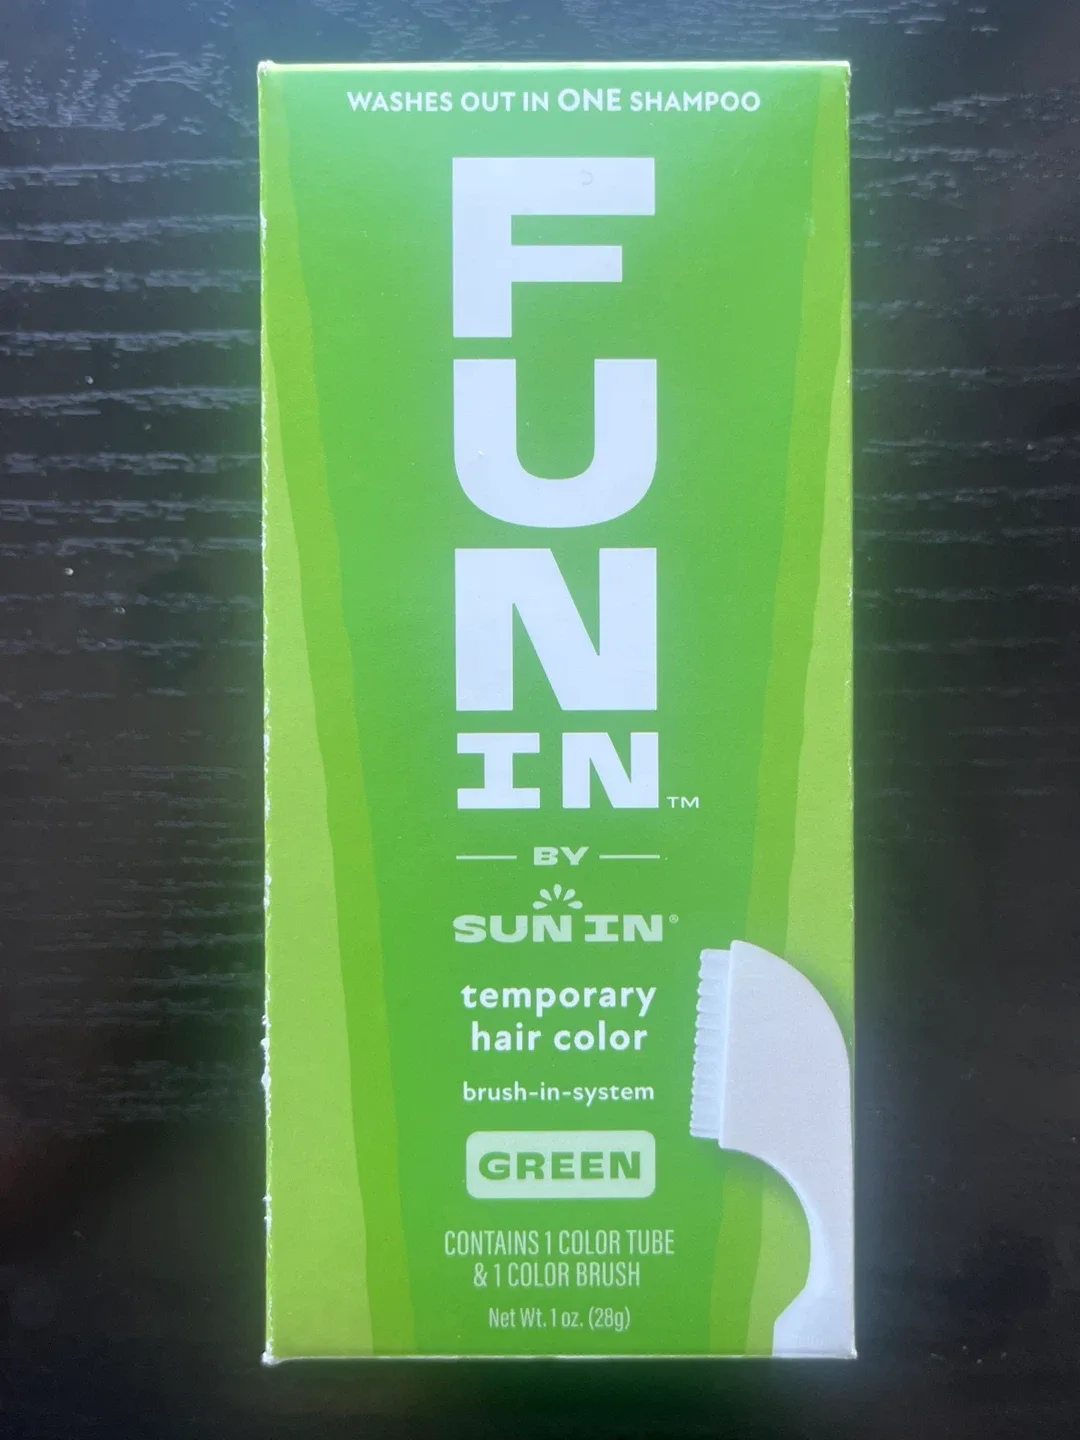 WASHES OUT IN ONE SHAMPOO
FUN
IN™
BY
SUN IN®
temporary
hair color
brush-in-system
GREEN
CONTAINS 1 COLOR TUBE
& 1 COLOR BRUSH
Net Wt. 1 oz. (28g)